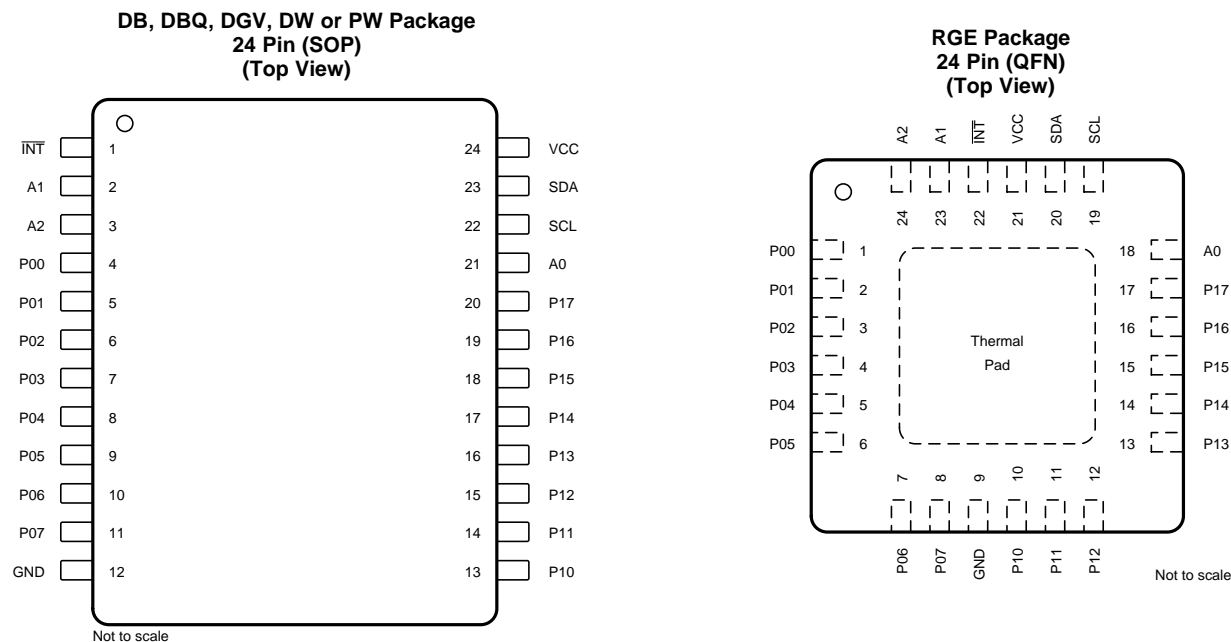 DB, DBQ, DGV, DW or PW Package
24 Pin (SOP)
(Top View)
INT 1 24 VCC
A1 2 23 SDA
A2 3 22 SCL
P00 4 21 A0
P01 5 20 P17
P02 6 19 P16
P03 7 18 P15
P04 8 17 P14
P05 9 16 P13
P06 10 15 P12
P07 11 14 P11
GND 12 13 P10
Not to scale
RGE Package
24 Pin (QFN)
(Top View)
A2 A1 INT VCC SDA SCL
24 23 22 21 20 19
P00 1 18 A0
P01 2 17 P17
P02 3 16 P16
Thermal
P03 4 15 P15
Pad
P04 5 14 P14
P05 6 13 P13
7 8 9 10 11 12
P06 P07 GND P10 P11 P12
Not to scale